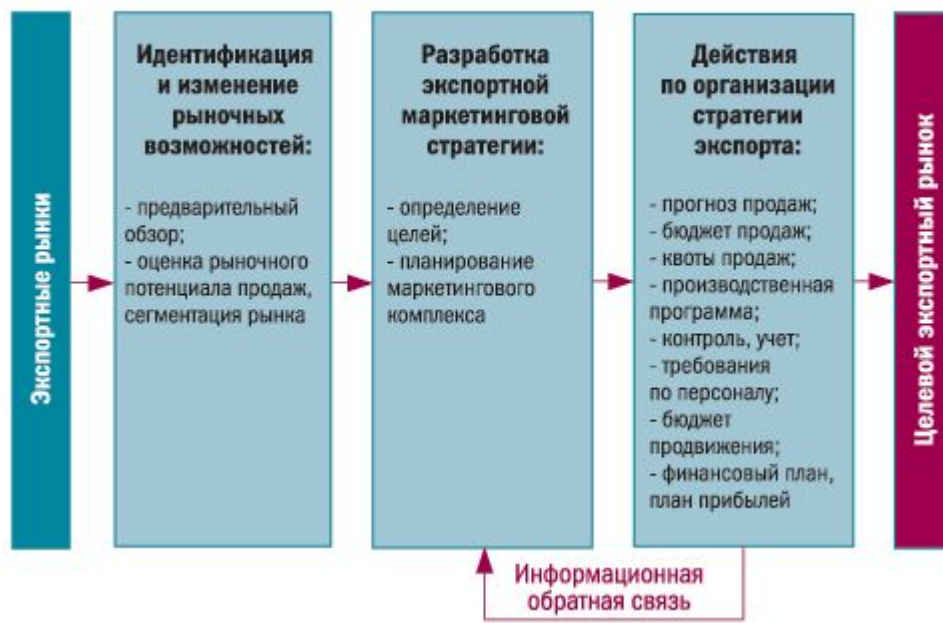 Экспортные рынки
Идентификация
и изменение
рыночных
возможностей:
- предварительный
обзор;
- оценка рыночного
потенциала продаж,
сегментация рынка
Разработка
экспортной
маркетинговой
стратегии:
- определение
целей;
- планирование
маркетингового
комплекса
Действия
по организации
стратегии
экспорта:
- прогноз продаж;
- бюджет продаж;
- квоты продаж;
- производственная
программа;
- контроль, учет;
- требования
по персоналу;
- бюджет
продвижения;
- финансовый план,
план прибылей
Целевой экспортный рынок
Информационная
обратная связь